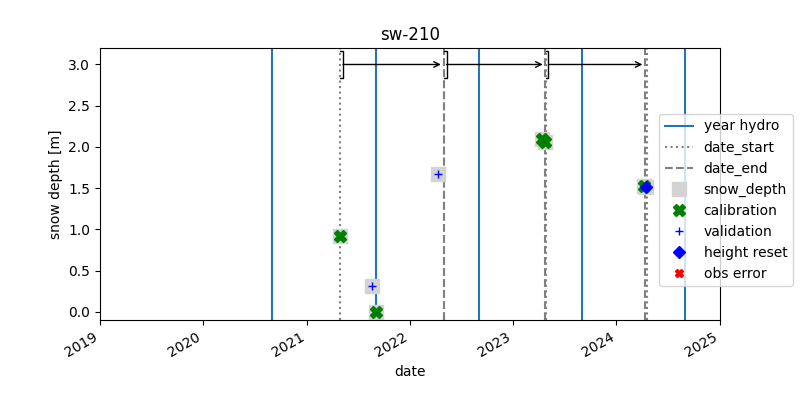 sw-210
3.0
2.5
2.0
1.5
1.0
0.5
0.0
snow depth [m]
2019
2020
2021
2022
2023
2024
2025
date
year hydro
date_start
date_end
snow_depth
calibration
validation
height reset
obs error